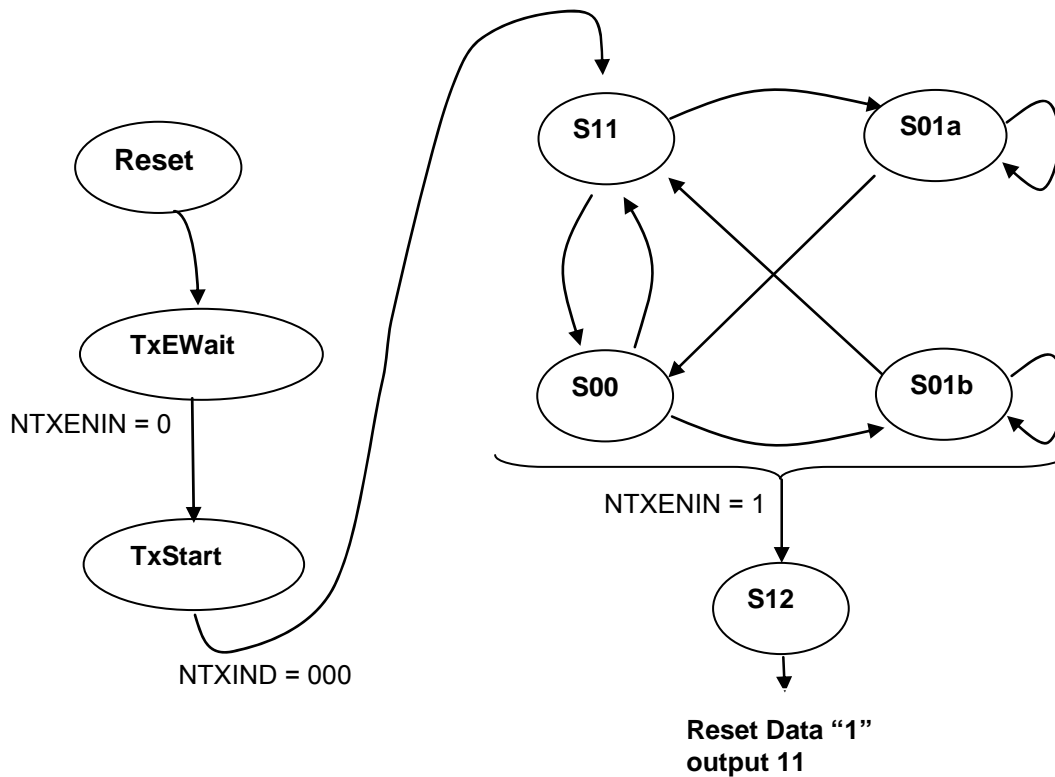 Reset
TxEWait
NTXENIN = 0
TxStart
NTXIND = 000
S11
S01a
S00
S01b
NTXENIN = 1
S12
Reset Data “1”
output 11